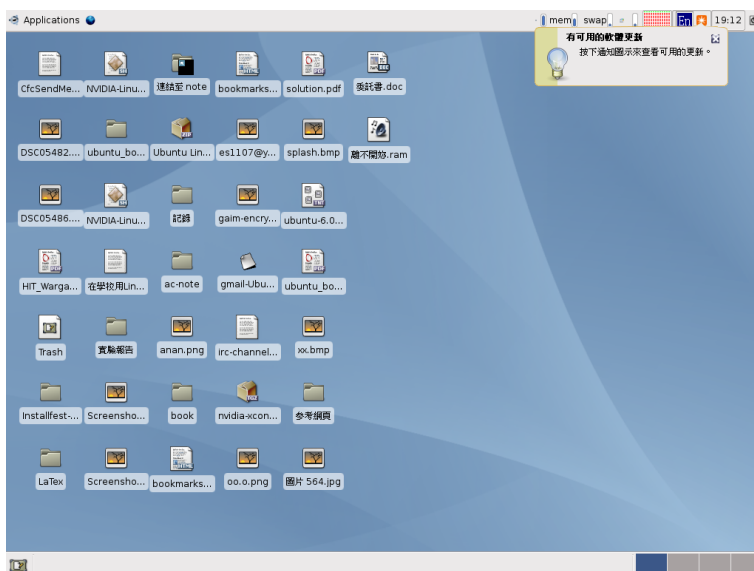 Applications
mem swap En 19:12
有可用的軟體更新
按下通知圖示來查看可用的更新。
CfcSendMe... NVIDIA-Linu... 連結至 note bookmarks... solution.pdf 委託書.doc
DSC05482.... ubuntu_bo... Ubuntu Lin... es1107@y... splash.bmp 離不開妳.ram
DSC05486.... NVIDIA-Linu... 記錄 gaim-encry... ubuntu-6.0...
HIT_Warga... 在學校用Lin... ac-note gmail-Ubu... ubuntu_bo...
Trash 實驗報告 anan.png irc-channel... xx.bmp
Installfest-... Screensho... book nvidia-xcon... 参考網頁
LaTex Screensho... bookmarks... oo.o.png 圖片 564.jpg